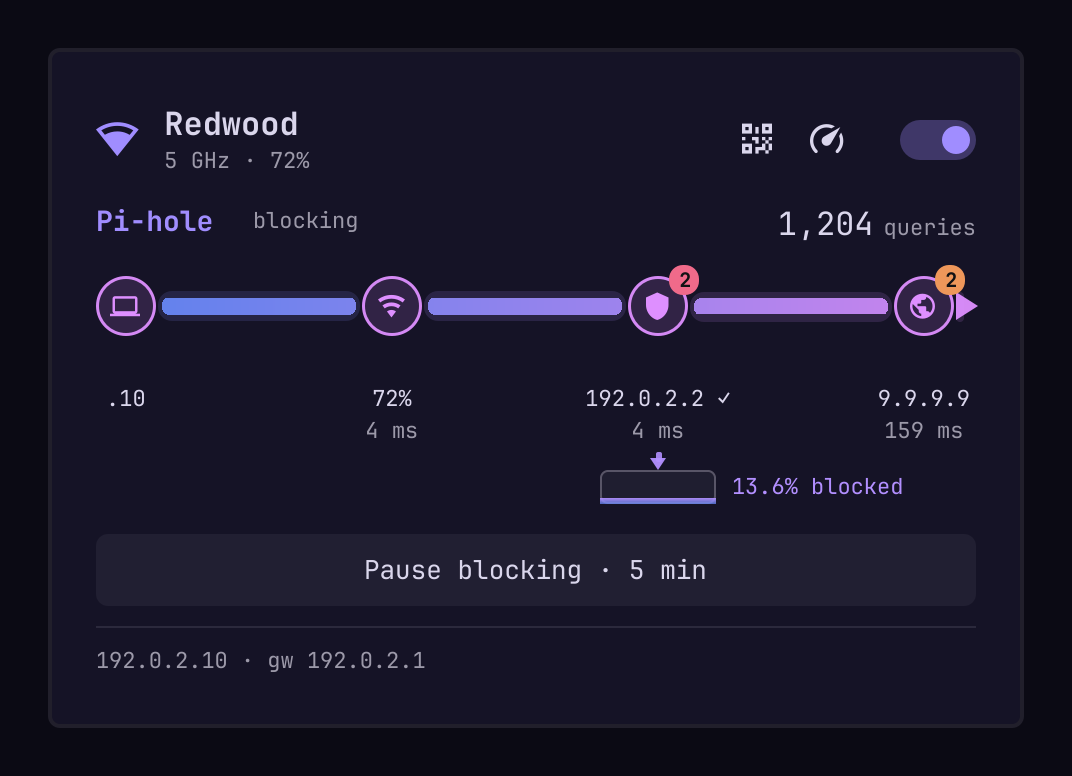 Redwood
5 GHz · 72%
Pi-hole blocking 1,204 queries
2 2
.10 72% 192.0.2.2 ✓ 9.9.9.9
4 ms 4 ms 159 ms
13.6% blocked
Pause blocking · 5 min
192.0.2.10 · gw 192.0.2.1